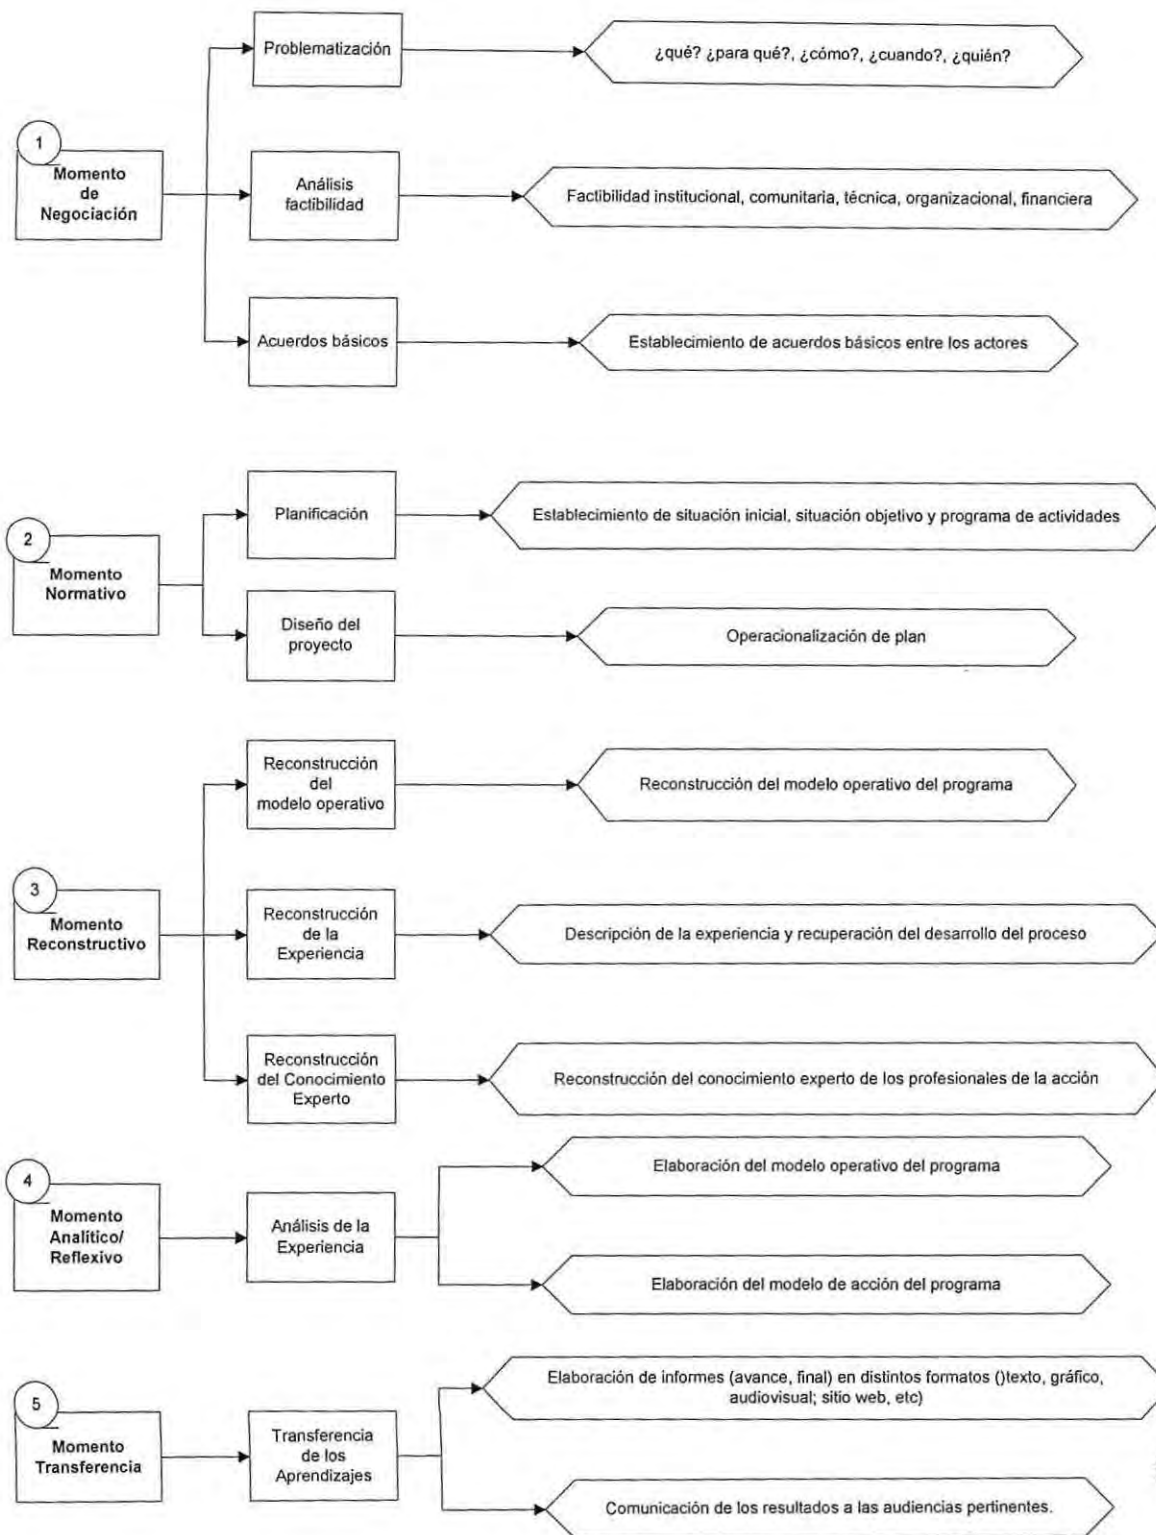 Problematización
¿qué? ¿para qué?, ¿cómo?, ¿cuando?, ¿quién?
1
Momento
de
Negociación
Análisis
factibilidad
Factibilidad institucional, comunitaria, técnica, organizacional, financiera
Acuerdos básicos
Establecimiento de acuerdos básicos entre los actores
2
Momento
Normativo
Planificación
Establecimiento de situación inicial, situación objetivo y programa de actividades
Diseño del
proyecto
Operacionalización de plan
3
Momento
Reconstructivo
Reconstrucción
del
modelo operativo
Reconstrucción del modelo operativo del programa
Reconstrucción
de la
Experiencia
Descripción de la experiencia y recuperación del desarrollo del proceso
Reconstrucción
del Conocimiento
Experto
Reconstrucción del conocimiento experto de los profesionales de la acción
4
Momento
Analítico/
Reflexivo
Análisis de la
Experiencia
Elaboración del modelo operativo del programa
Elaboración del modelo de acción del programa
5
Momento
Transferencia
Transferencia
de los
Aprendizajes
Elaboración de informes (avance, final) en distintos formatos ()texto, gráfico,
audiovisual; sitio web, etc)
Comunicación de los resultados a las audiencias pertinentes.